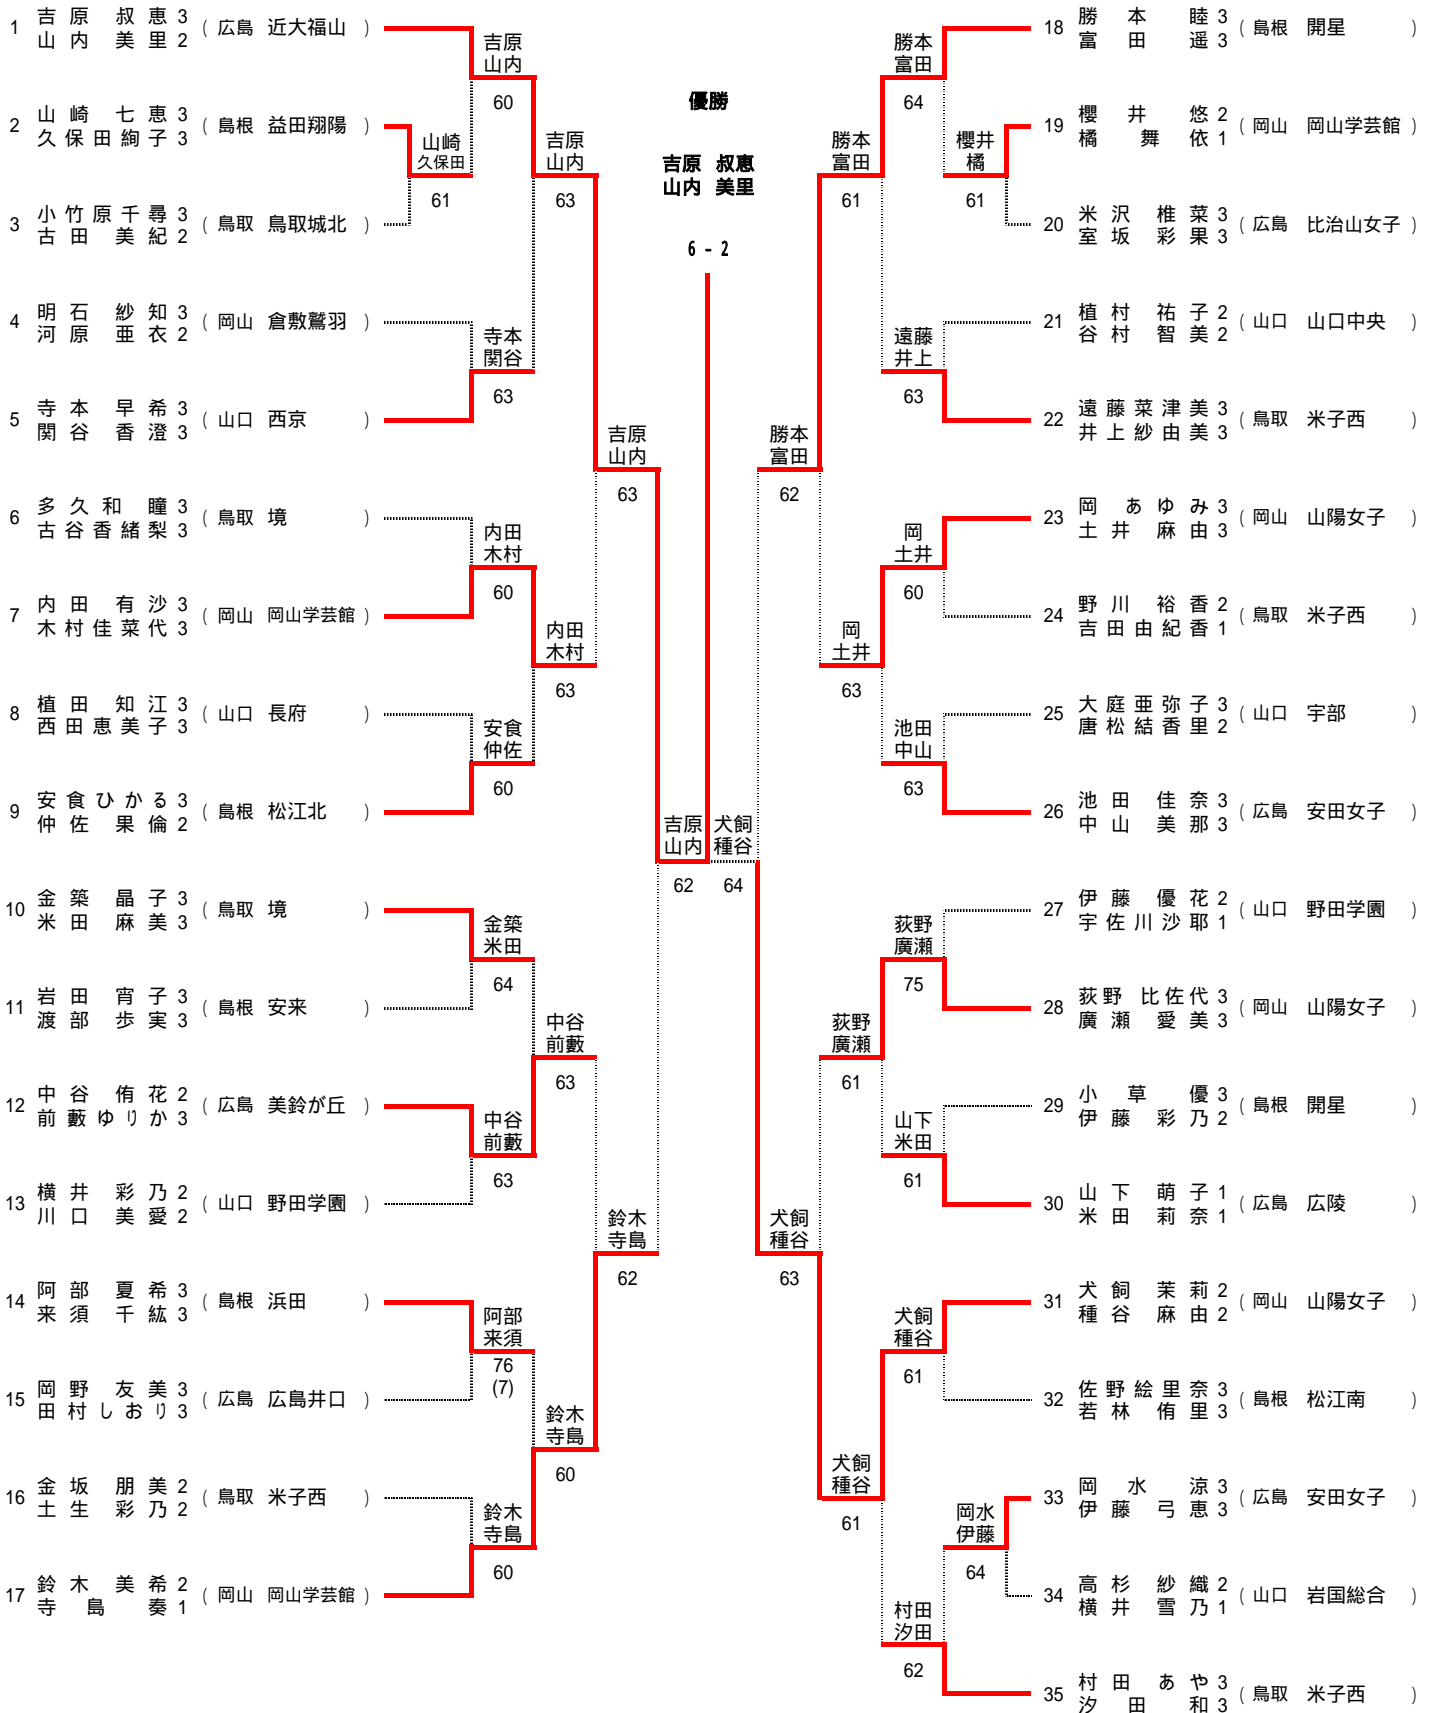 1 吉原 叔恵 3 ( 広島 近大福山 )
山内 美里 2
2 山崎 七恵 3 ( 島根 益田翔陽 )
久保田絢子 3
3 小竹原千尋 3 ( 鳥取 鳥取城北 )
古田 美紀 2
4 明石 紗知 3 ( 岡山 倉敷鷲羽 )
河原 亜衣 2
5 寺本 早希 3 ( 山口 西京 )
関谷 香澄 3
6 多久和 瞳 3 ( 鳥取 境 )
古谷香緒梨 3
7 内田 有沙 3 ( 岡山 岡山学芸館 )
木村佳菜代 3
8 植田 知江 3 ( 山口 長府 )
西田恵美子 3
9 安食ひかる 3 ( 島根 松江北 )
仲佐 果倫 2
10 金築 晶子 3 ( 鳥取 境 )
米田 麻美 3
11 岩田 宵子 3 ( 島根 安来 )
渡部 歩実 3
12 中谷 侑花 2 ( 広島 美鈴が丘 )
前藪ゆりか 3
13 横井 彩乃 2 ( 山口 野田学園 )
川口 美愛 2
14 阿部 夏希 3 ( 島根 浜田 )
来須 千紘 3
15 岡野 友美 3 ( 広島 広島井口 )
田村しおり 3
16 金坂 朋美 2 ( 鳥取 米子西 )
土生 彩乃 2
17 鈴木 美希 2 ( 岡山 岡山学芸館 )
寺島 奏 1
吉原
山内
60
山崎
久保田
61
寺本
関谷
63
内田
木村
60
安食
仲佐
60
金築
米田
64
中谷
前藪
63
阿部
来須
76
(7)
鈴木
寺島
60
吉原
山内
63
内田
木村
63
中谷
前藪
63
鈴木
寺島
60
吉原
山内
63
鈴木
寺島
62
吉原
山内
62
優勝
吉原 叔恵
山内 美里
6 - 2
犬飼
種谷
64
勝本
富田
62
犬飼
種谷
63
勝本
富田
61
岡
土井
63
荻野
廣瀬
61
犬飼
種谷
61
勝本
富田
64
櫻井
橘
61
遠藤
井上
63
岡
土井
60
池田
中山
63
荻野
廣瀬
75
山下
米田
61
犬飼
種谷
61
岡水
伊藤
64
村田
汐田
62
18 勝本 睦 3 ( 島根 開星 )
富田 遥 3
19 櫻井 悠 2 ( 岡山 岡山学芸館 )
橘 舞依 1
20 米沢 椎菜 3 ( 広島 比治山女子 )
室坂 彩果 3
21 植村 祐子 2 ( 山口 山口中央 )
谷村 智美 2
22 遠藤菜津美 3 ( 鳥取 米子西 )
井上紗由美 3
23 岡 あゆみ 3 ( 岡山 山陽女子 )
土井 麻由 3
24 野川 裕香 2 ( 鳥取 米子西 )
吉田由紀香 1
25 大庭亜弥子 3 ( 山口 宇部 )
唐松結香里 2
26 池田 佳奈 3 ( 広島 安田女子 )
中山 美那 3
27 伊藤 優花 2 ( 山口 野田学園 )
宇佐川沙耶 1
28 荻野 比佐代 3 ( 岡山 山陽女子 )
廣瀬 愛美 3
29 小草 優 3 ( 島根 開星 )
伊藤 彩乃 2
30 山下 萌子 1 ( 広島 広陵 )
米田 莉奈 1
31 犬飼 茉莉 2 ( 岡山 山陽女子 )
種谷 麻由 2
32 佐野絵里奈 3 ( 島根 松江南 )
若林 侑里 3
33 岡水 涼 3 ( 広島 安田女子 )
伊藤 弓恵 3
34 高杉 紗織 2 ( 山口 岩国総合 )
横井 雪乃 1
35 村田 あや 3 ( 鳥取 米子西 )
汐田 和 3